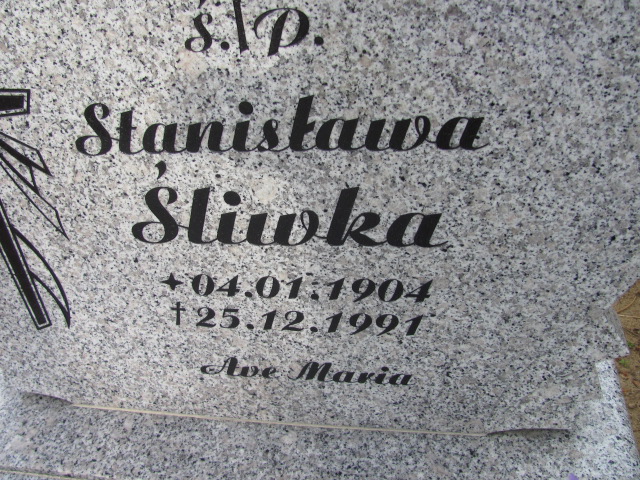 ś. P.
Stanisława
Śliwka
✦ 04.01.1904
† 25.12.1991
Ave Maria